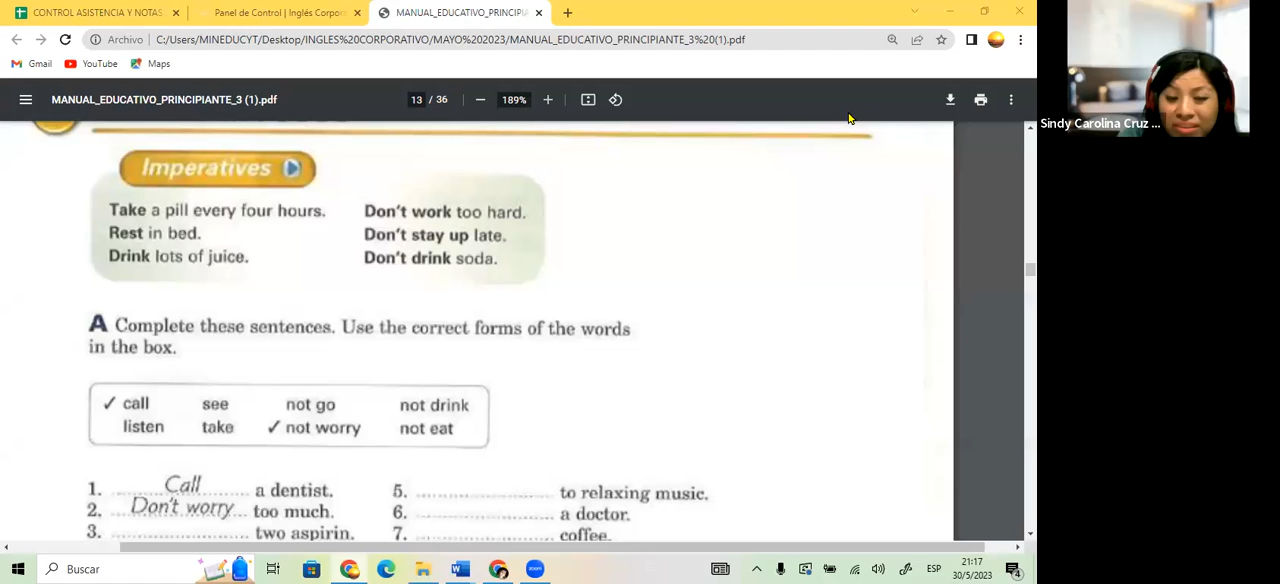 CONTROL ASISTENCIA Y NOTAS
Panel de Control | Inglés Corpor
MANUAL_EDUCATIVO_PRINCIPI
Archivo
C:/Users/MINEDUCYT/Desktop/INGLES%20CORPORATIVO/MAYO%202023/MANUAL_EDUCATIVO_PRINCIPIANTE_3%20(1).pdf
Gmail YouTube Maps
MANUAL_EDUCATIVO_PRINCIPIANTE_3 (1).pdf
13 / 36
189%
Sindy Carolina Cruz ...
Imperatives
Take a pill every four hours. Don't work too hard.
Rest in bed. Don't stay up late.
Drink lots of juice. Don't drink soda.
A Complete these sentences. Use the correct forms of the words
in the box.
✓ call see not go not drink
listen take ✓ not worry not eat
1. Call a dentist. 5. to relaxing music.
2. Don't worry too much. 6. a doctor.
3. two aspirin. 7. coffee.
Buscar
ESP
21:17
30/5/2023
4